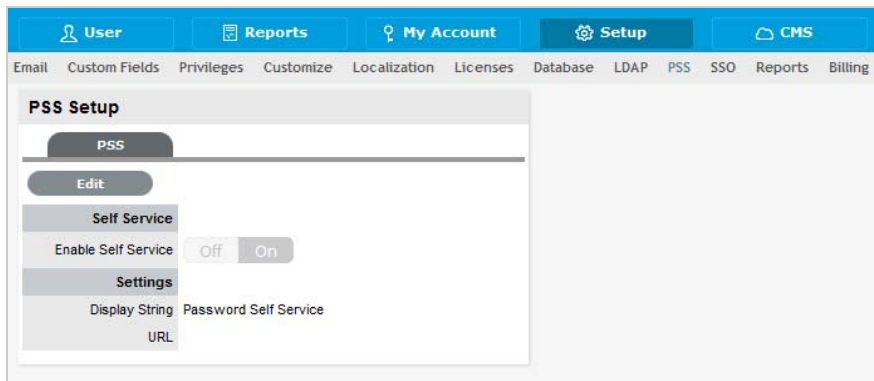 User Reports My Account Setup CMS
Email Custom Fields Privileges Customize Localization Licenses Database LDAP PSS SSO Reports Billing
PSS Setup
PSS
Edit
Self Service
Enable Self Service Off On
Settings
Display String Password Self Service
URL